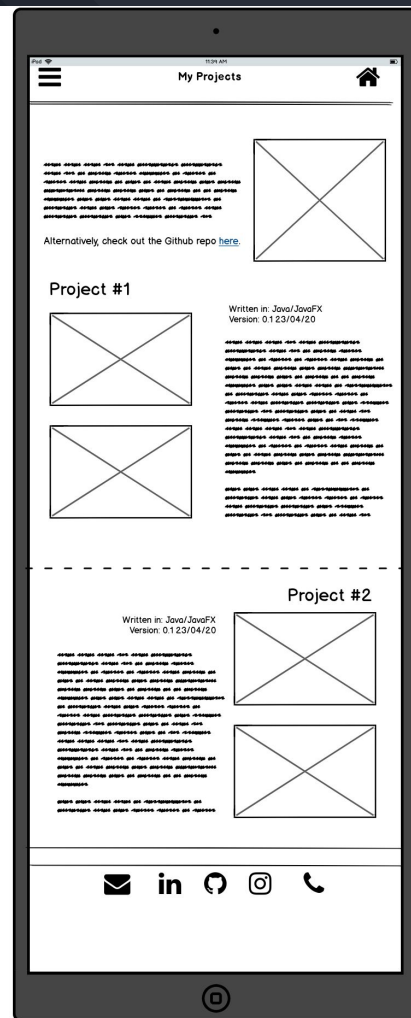 iPad 11:34 AM
My Projects
Alternatively, check out the Github repo here.
Project #1
Written in: Java/JavaFX
Version: 0.1 23/04/20
Project #2
Written in: Java/JavaFX
Version: 0.1 23/04/20
in